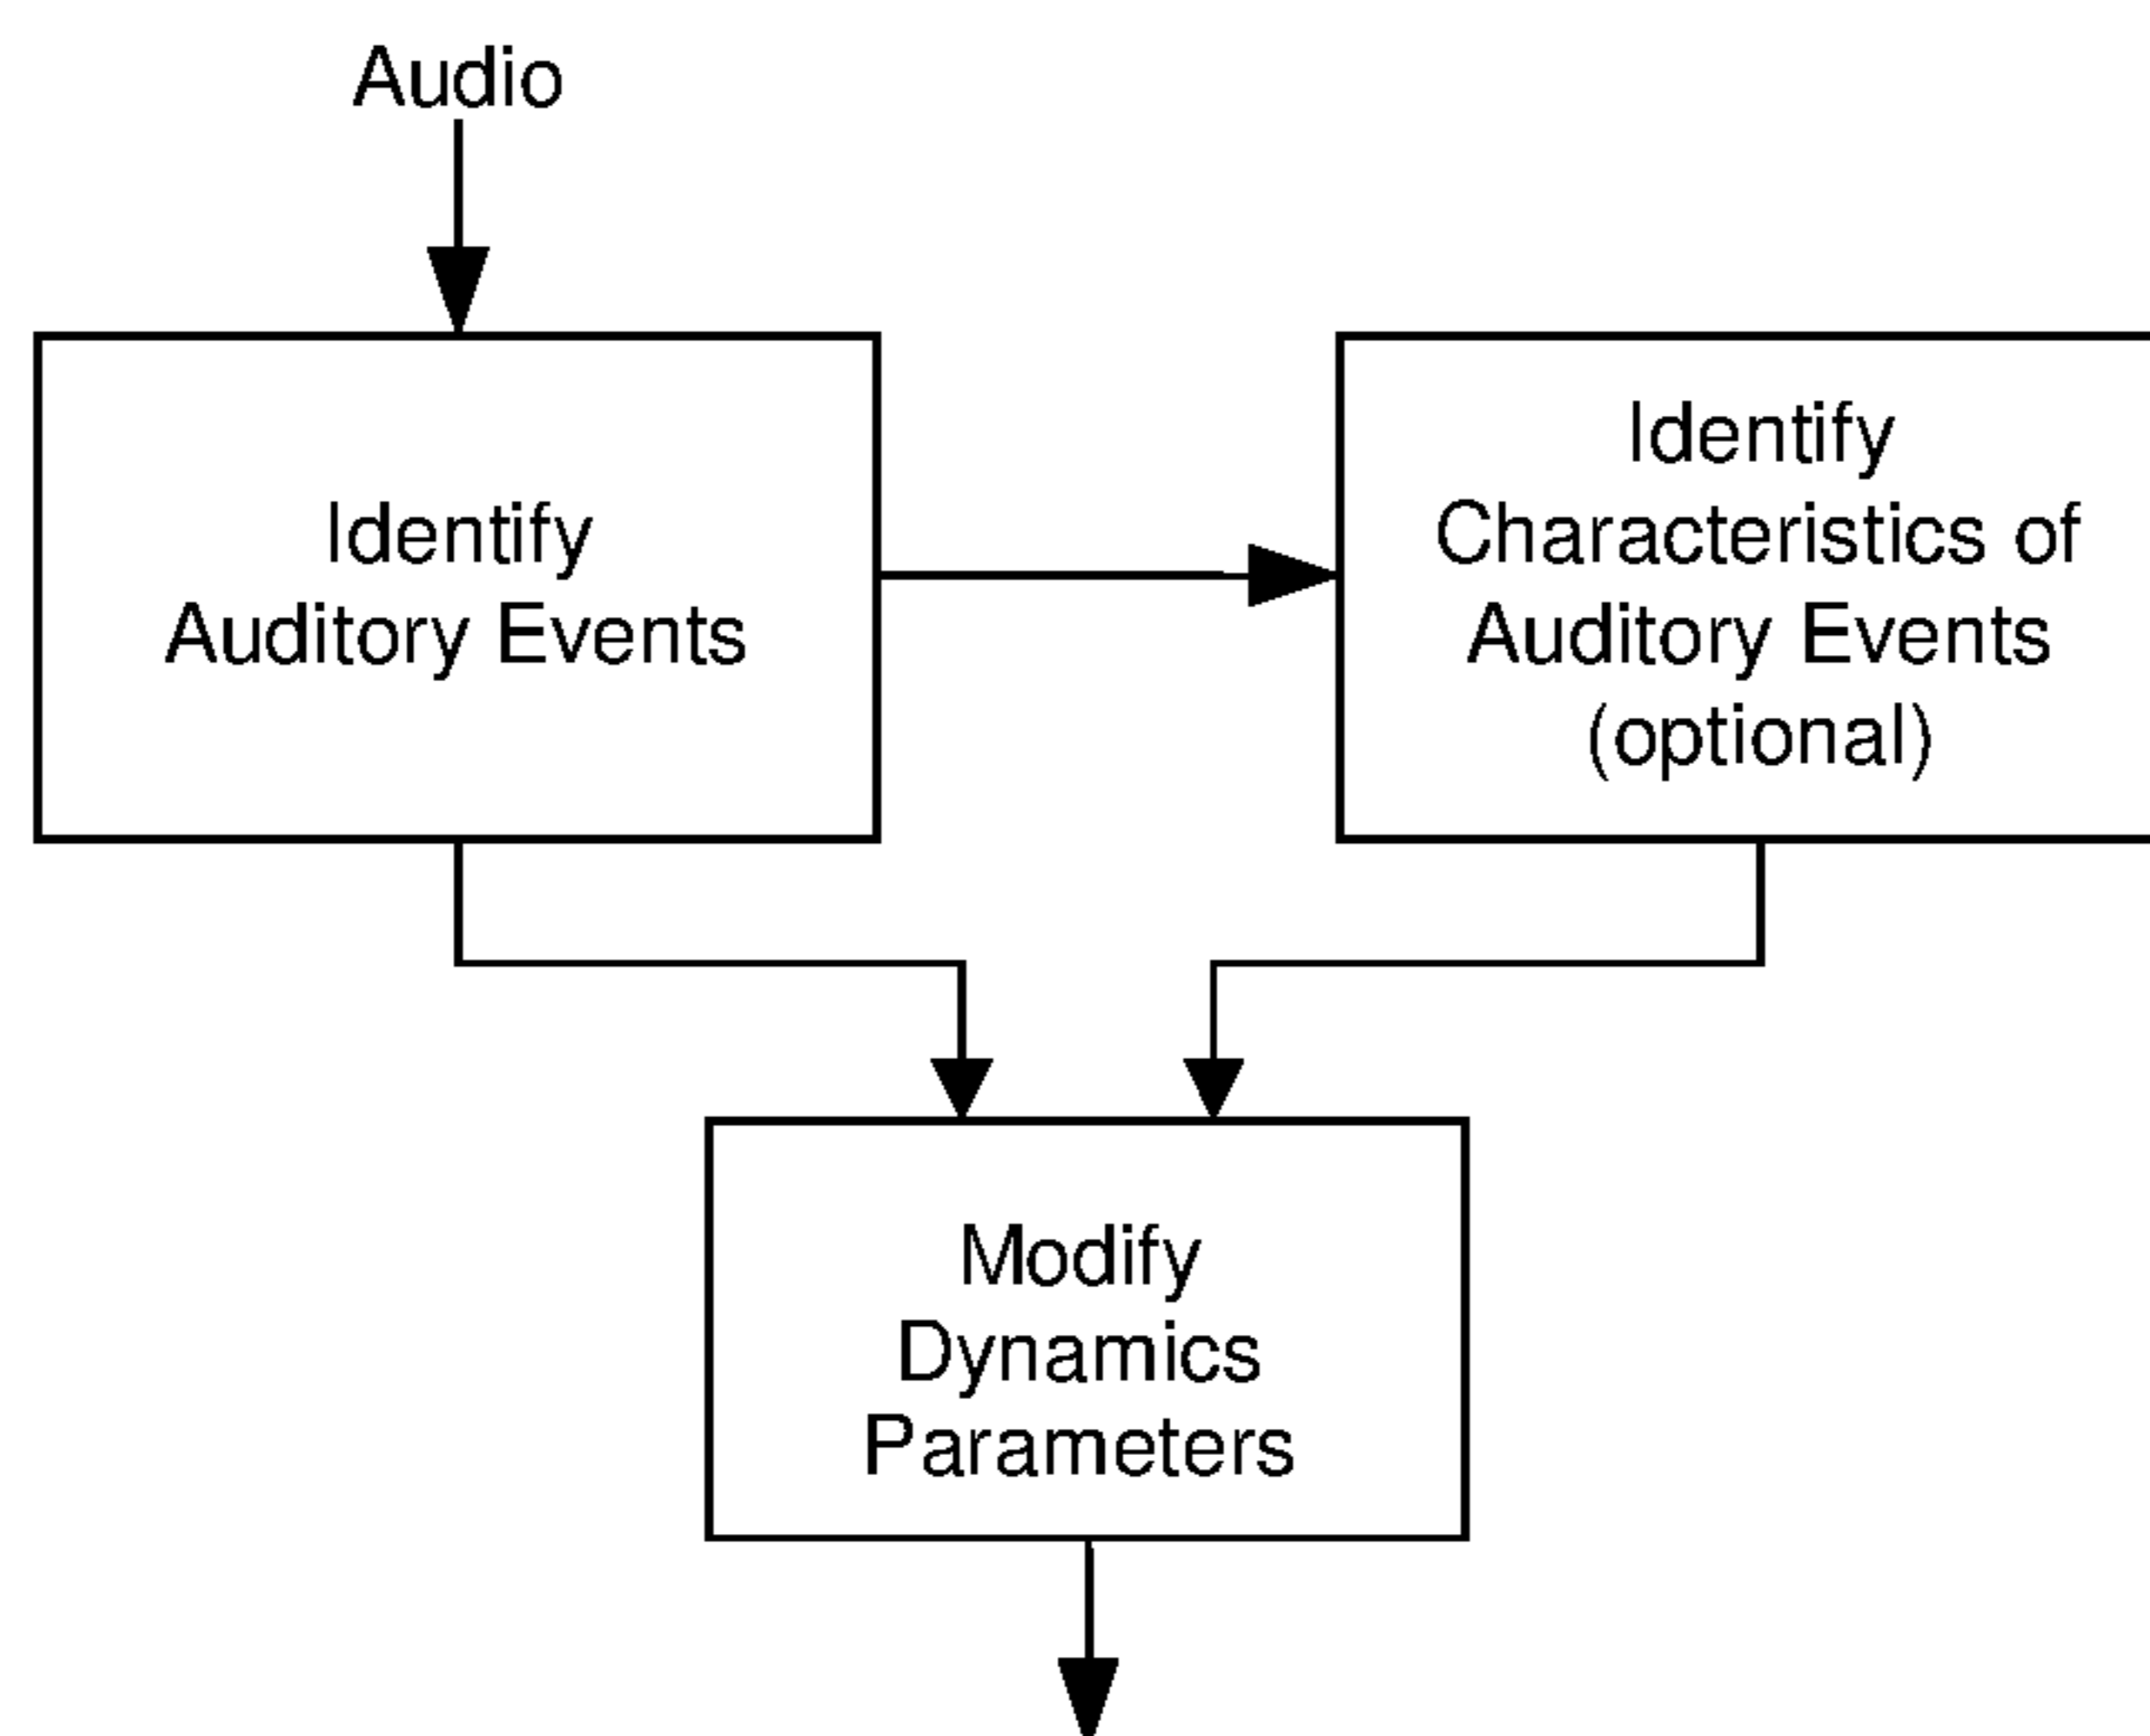 Audio
Identify
Auditory Events
Identify
Characteristics of
Auditory Events
(optional)
Modify
Dynamics
Parameters